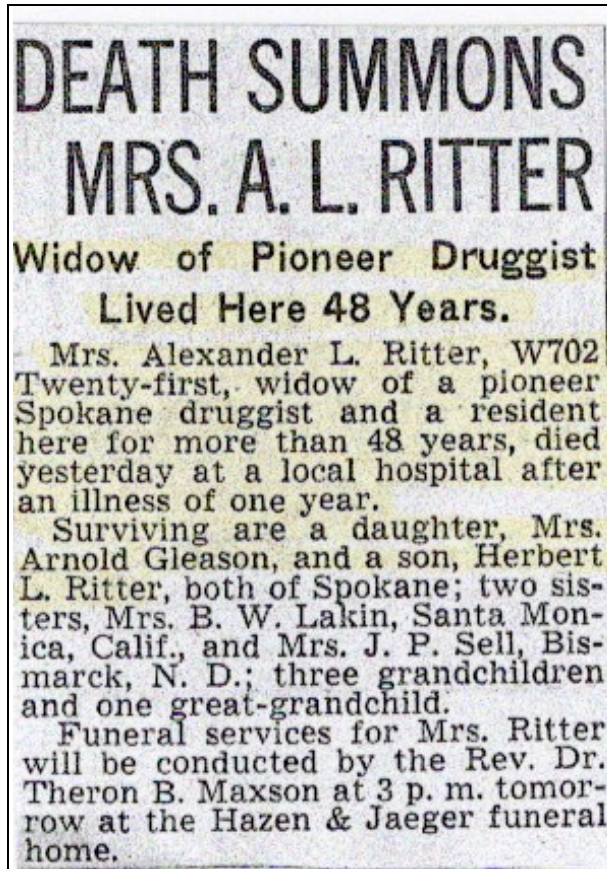 DEATH SUMMONS
MRS. A. L. RITTER
Widow of Pioneer Druggist
Lived Here 48 Years.
Mrs. Alexander L. Ritter, W702
Twenty-first, widow of a pioneer
Spokane druggist and a resident
here for more than 48 years, died
yesterday at a local hospital after
an illness of one year.
Surviving are a daughter, Mrs.
Arnold Gleason, and a son, Herbert
L. Ritter, both of Spokane; two sis-
ters, Mrs. B. W. Lakin, Santa Mon-
ica, Calif., and Mrs. J. P. Sell, Bis-
marck, N. D.; three grandchildren
and one great-grandchild.
Funeral services for Mrs. Ritter
will be conducted by the Rev. Dr.
Theron B. Maxson at 3 p. m. tomor-
row at the Hazen & Jaeger funeral
home.